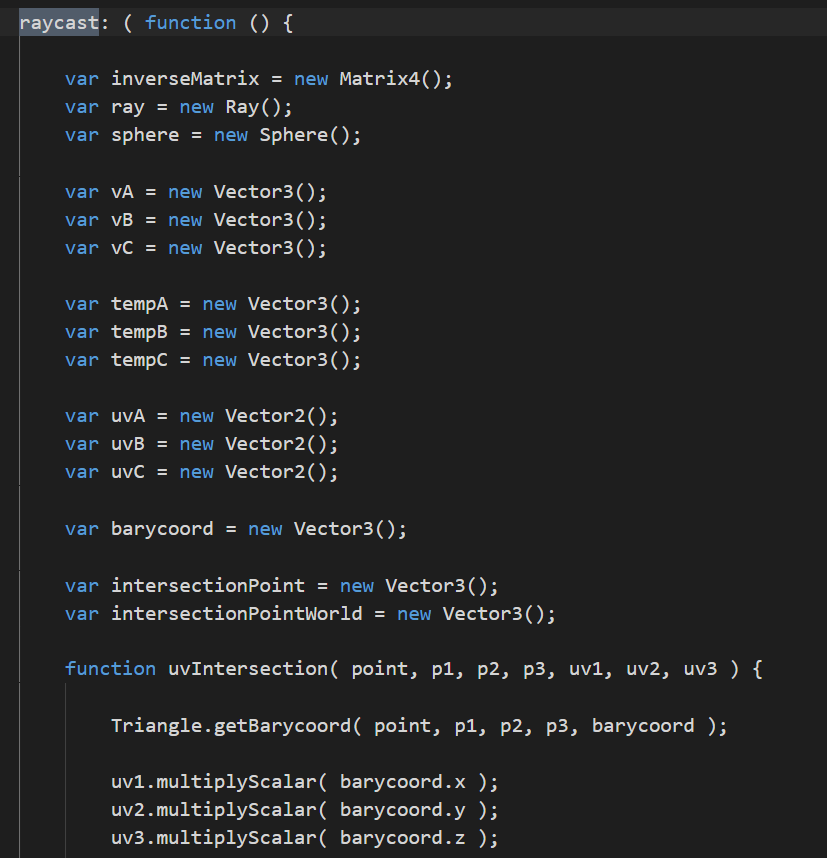 raycast: ( function () {
var inverseMatrix = new Matrix4();
var ray = new Ray();
var sphere = new Sphere();
var vA = new Vector3();
var vB = new Vector3();
var vC = new Vector3();
var tempA = new Vector3();
var tempB = new Vector3();
var tempC = new Vector3();
var uvA = new Vector2();
var uvB = new Vector2();
var uvC = new Vector2();
var barycoord = new Vector3();
var intersectionPoint = new Vector3();
var intersectionPointWorld = new Vector3();
function uvIntersection( point, p1, p2, p3, uv1, uv2, uv3 ) {
Triangle.getBarycoord( point, p1, p2, p3, barycoord );
uv1.multiplyScalar( barycoord.x );
uv2.multiplyScalar( barycoord.y );
uv3.multiplyScalar( barycoord.z );